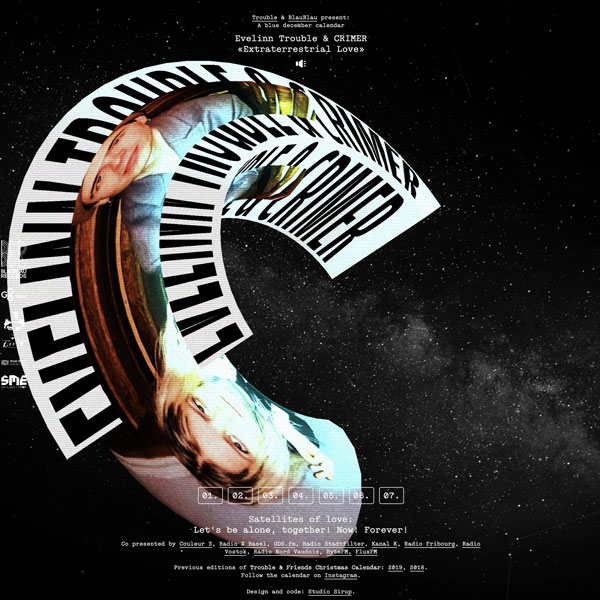 Trouble & BlauBlau present:
A blue december calendar
Evelinn Trouble & CRIMER
«Extraterrestrial Love»
EVELINN TROUBLE & CRIMER
EVELINN TROUBLE & CRIMER
& CRIMER
RECORDS
SME
01. 02. 03. 04. 05. 06. 07.
Satellites of love:
Let's be alone, together! Now! Forever!
Co presented by Couleur 3, Radio X Basel, GDS.fm, Radio Stadtfilter, Kanal K, Radio Fribourg, Radio
Vostok, Radio Nord Vaudois, ByteFM, FluxFM
Previous editions of Trouble & Friends Christmas Calendar: 2019, 2018.
Follow the calendar on Instagram.
Design and code: Studio Sirup.